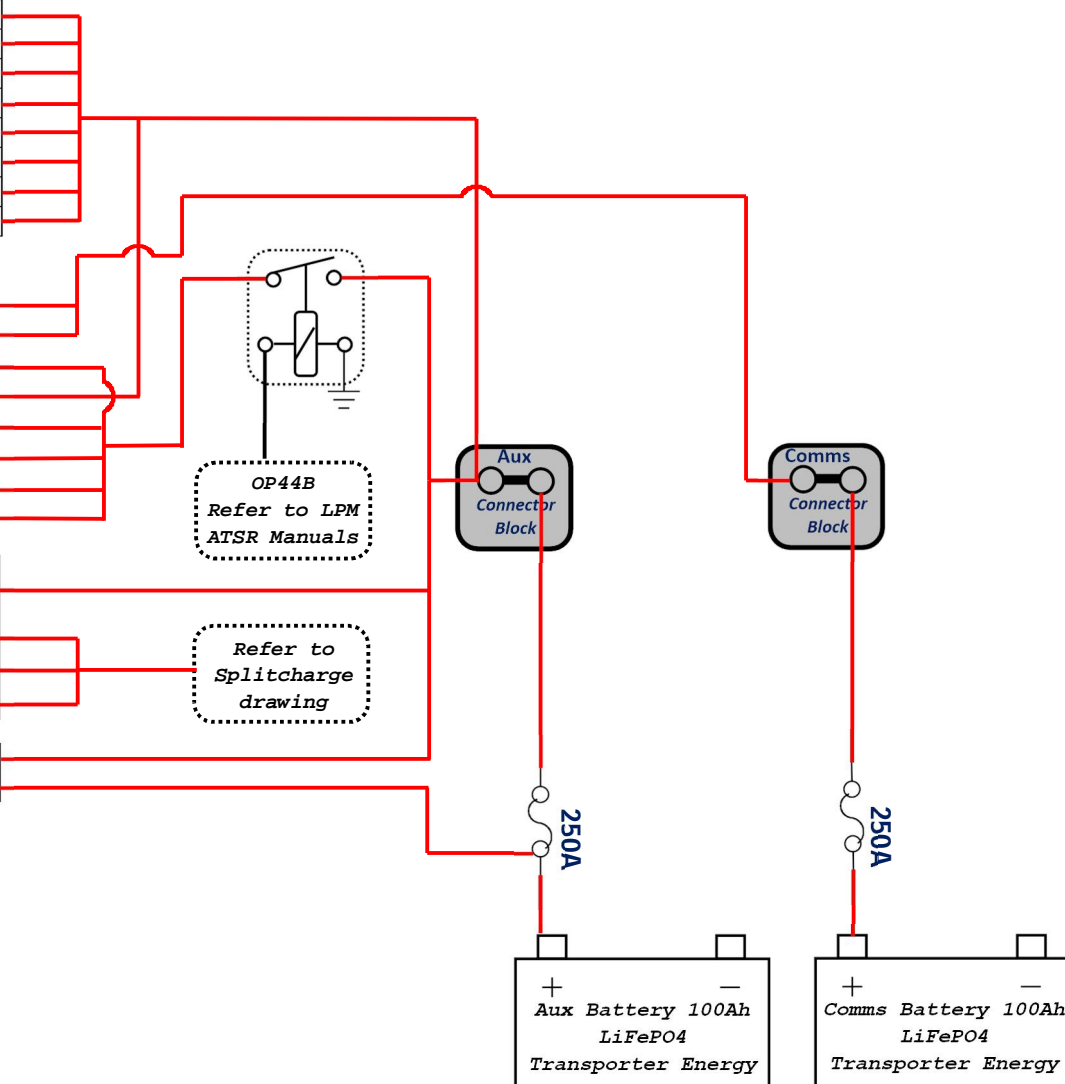 Aux
Connector
Block
Comms
Connector
Block
OP44B
Refer to LPM
ATSR Manuals
Refer to
Splitcharge
drawing
250A
250A
+
—
+
—
Aux Battery 100Ah
LiFePO4
Transporter Energy
Comms Battery 100Ah
LiFePO4
Transporter Energy